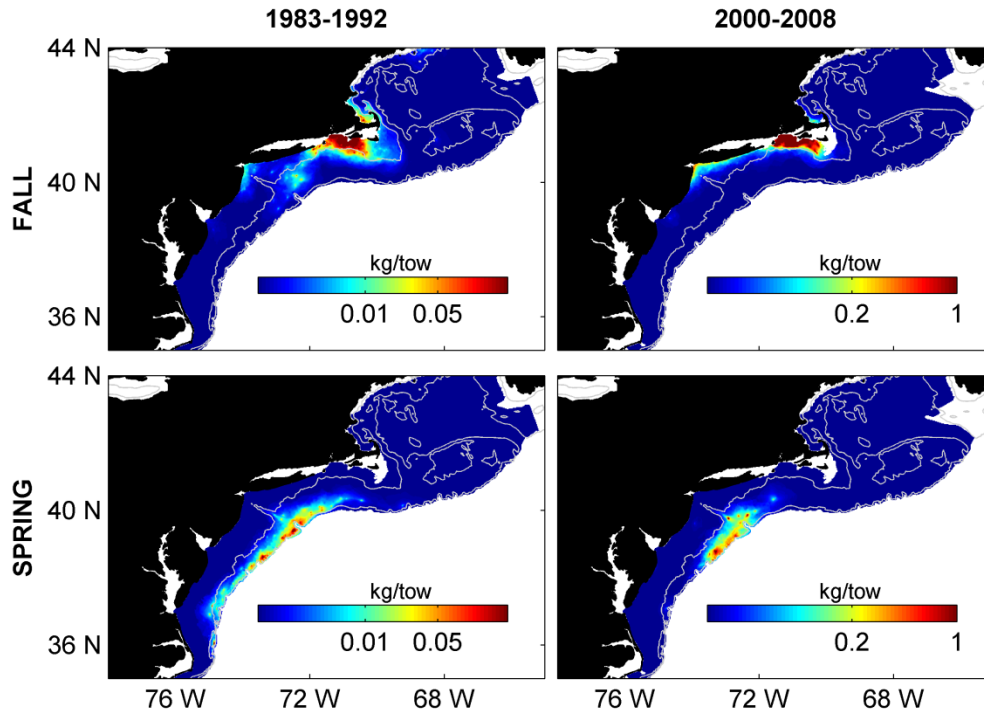 1983-1992 2000-2008
44 N
FALL
40 N
kg/tow kg/tow
36 N
0.01 0.05 0.2 1
44 N
SPRING
40 N
kg/tow kg/tow
36 N
0.01 0.05 0.2 1
76 W 72 W 68 W 76 W 72 W 68 W